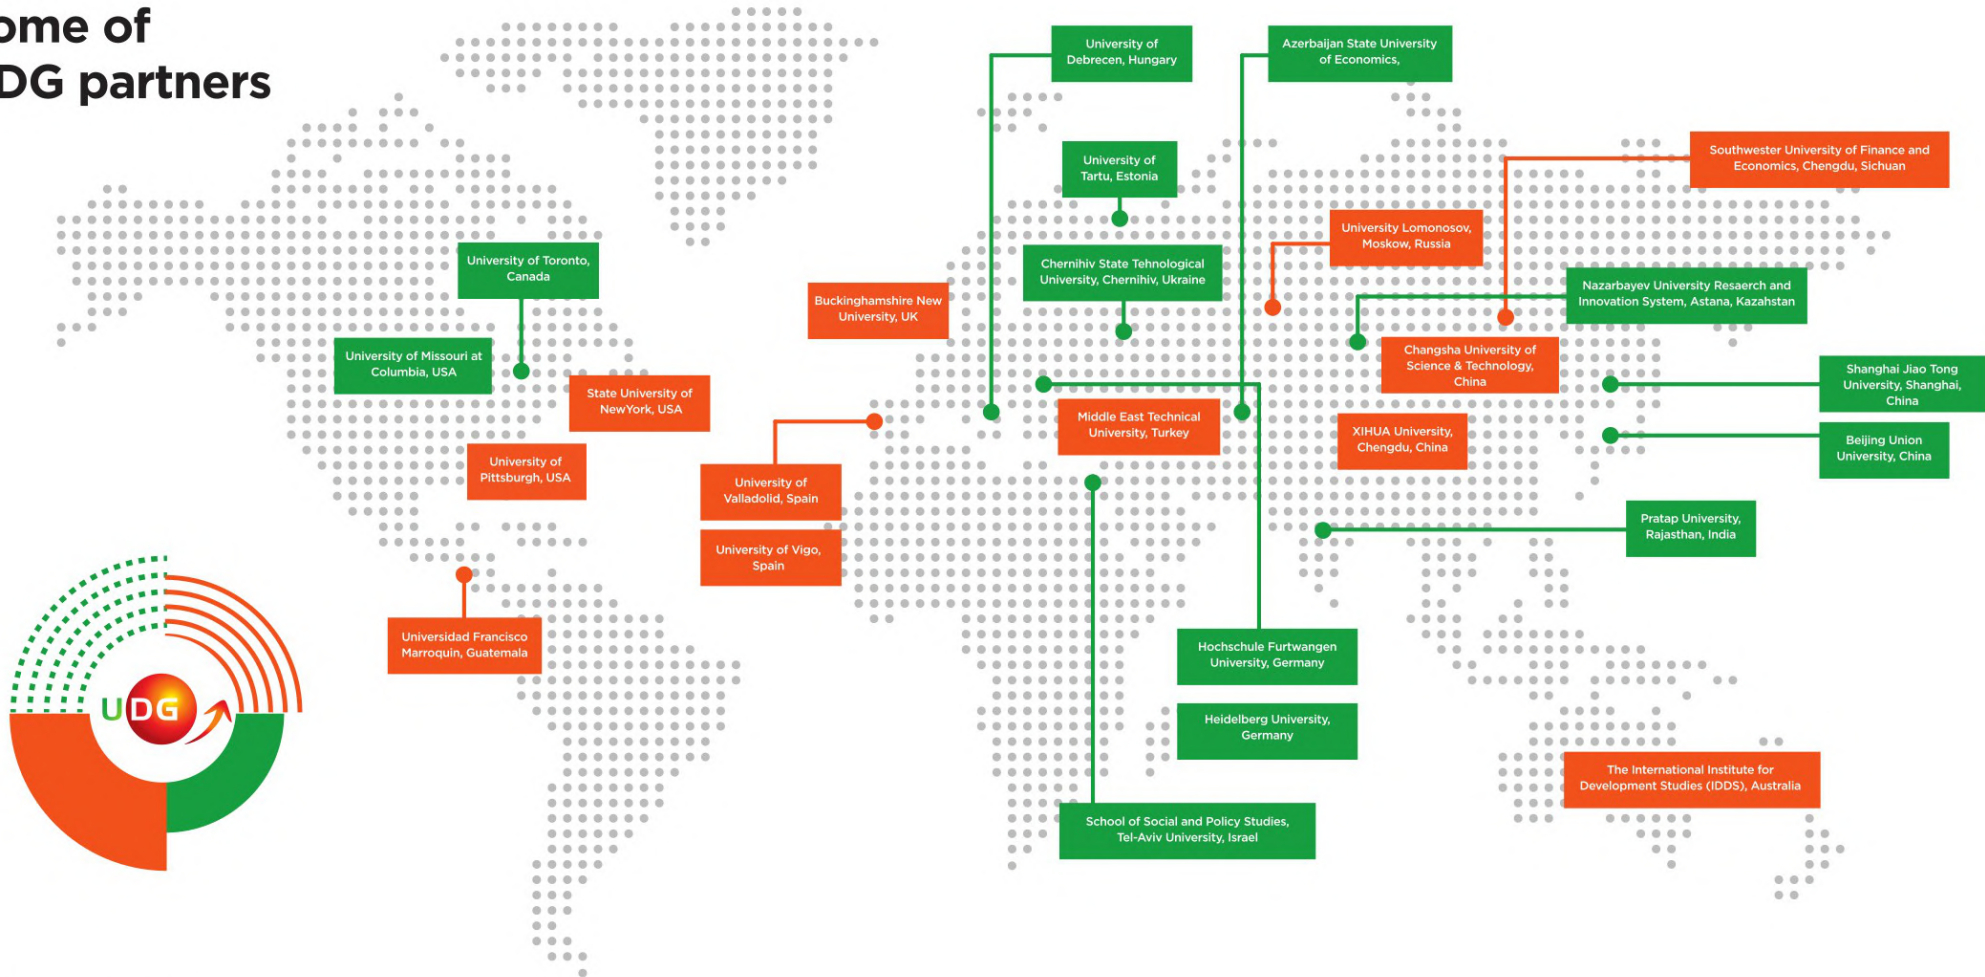 ome of
DG partners
University of
Debrecen, Hungary
Azerbaijan State University
of Economics,
University of
Tartu, Estonia
Southwester University of Finance and
Economics, Chengdu, Sichuan
University Lomonosov,
Moskow, Russia
University of Toronto,
Canada
Chernihiv State Tehnological
University, Chernihiv, Ukraine
Nazarbayev University Resaerch and
Innovation System, Astana, Kazahstan
Buckinghamshire New
University, UK
University of Missouri at
Columbia, USA
Changsha University of
Science & Technology,
China
Shanghai Jiao Tong
University, Shanghai,
China
State University of
NewYork, USA
Middle East Technical
University, Turkey
XIHUA University,
Chengdu, China
Beijing Union
University, China
University of
Pittsburgh, USA
University of
Valladolid, Spain
Pratap University,
Rajasthan, India
University of Vigo,
Spain
Universidad Francisco
Marroquin, Guatemala
Hochschule Furtwangen
University, Germany
UDG
Heidelberg University,
Germany
The International Institute for
Development Studies (IDDS), Australia
School of Social and Policy Studies,
Tel-Aviv University, Israel